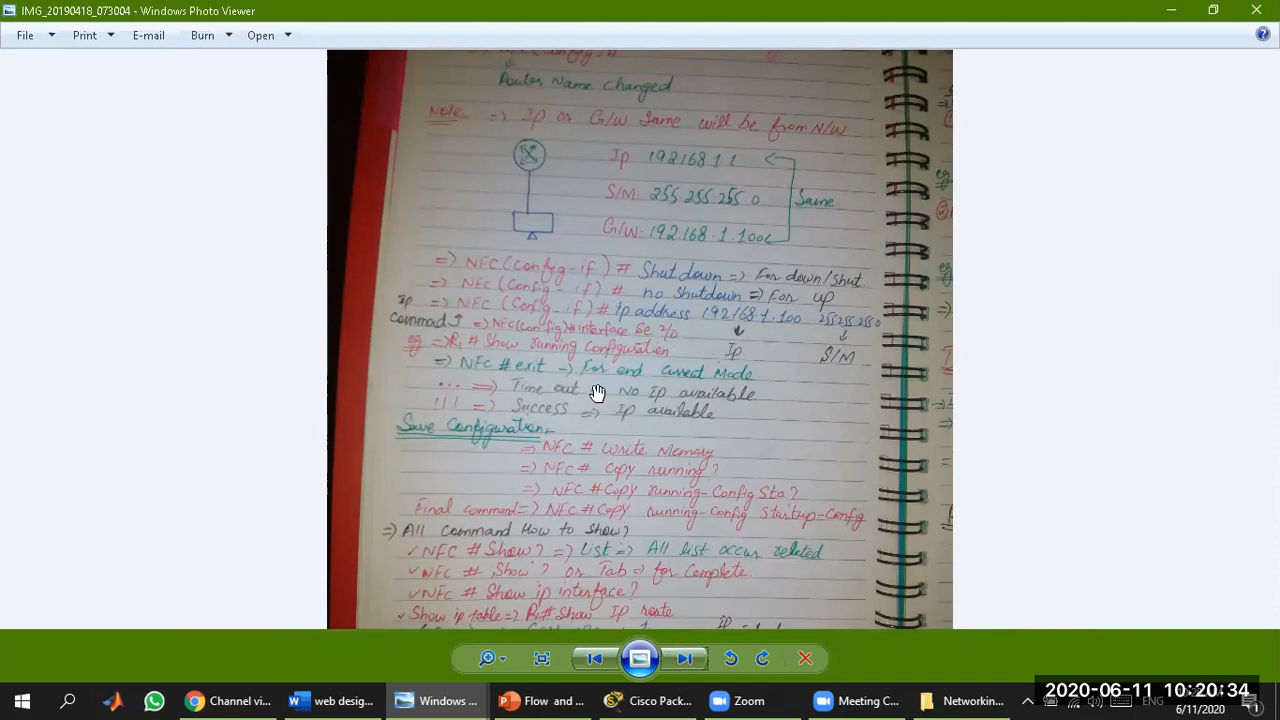 IMG_20190418_073004 - Windows Photo Viewer
File Print E-mail Burn Open
Router Name changed
Note: => Ip or G/W Same will be from N/W.
Ip 192.168.1.1
S/M. 255.255.255.0 Same
G/W. 192.168.1.100
=> NFC (Config-if) # Shutdown => For down/shut
=> NFC (Config-if) # no shutdown => For up
Ip => NFC (Config-if) # ip address 192.168.1.100 255.255.255.0
Command => NFC(Config)#interface Se 2/0
Ip S/M
eg => R1 # Show running Configuration
=> NFC # exit => For end Current Mode
... => Time out No Ip available
!!! => Success => Ip available
Save Configuration
=> NFC # Write Memory
=> NFC # Copy running?
=> NFC # Copy running-Config Sta?
Final command => NFC # Copy running-Config Startup-Config
=> All Command How to Show?
✓ NFC # Show? => List => All list occur related
✓ NFC # Show? or Tab => for Complete.
✓ NFC # Show ip interface?
✓ Show ip table => R1# Show Ip route
Channel vi... web desig... Windows ... Flow and ... Cisco Pack... Zoom Meeting C... Networkin... ENG
2020-06-11 10:20:34
6/11/2020